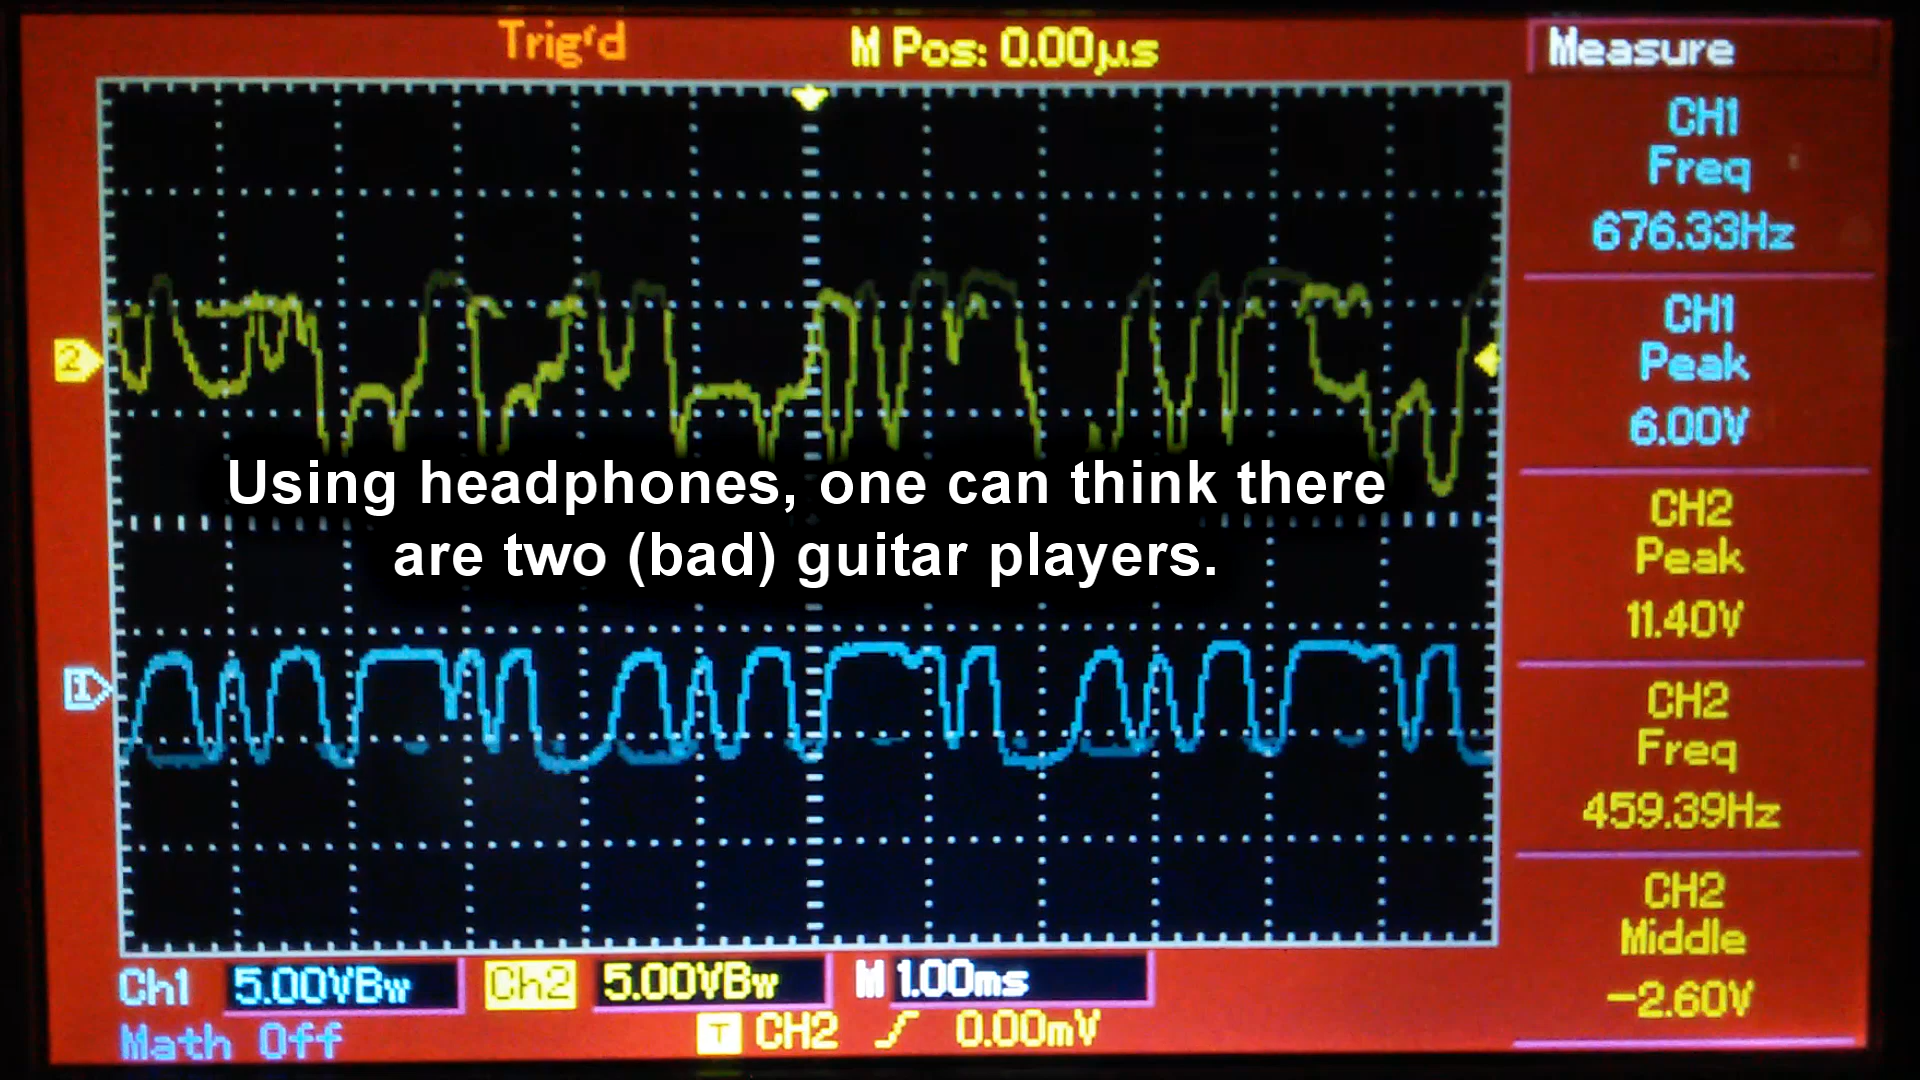 Trig'd
M Pos: 0.00µs
Measure
CH1
Freq
676.33Hz
CH1
Peak
6.00V
2
CH2
Peak
11.40V
Using headphones, one can think there
are two (bad) guitar players.
1
CH2
Freq
459.39Hz
CH2
Middle
-2.60V
Ch1 5.00VBw Ch2 5.00VBw M 1.00ms
Math Off T CH2 0.00mV